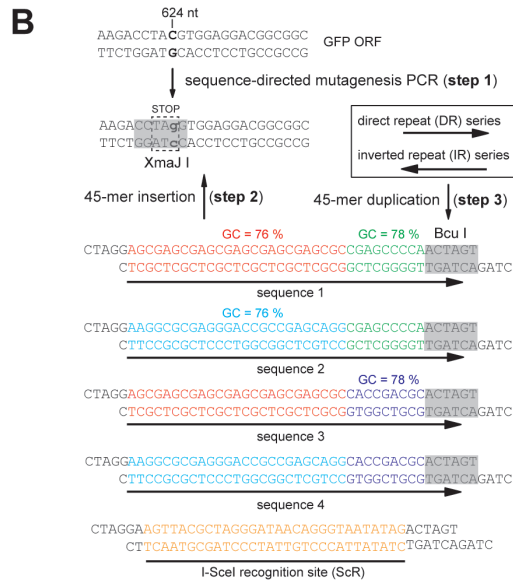 B
624 nt
AAGACCTACGTGGAGGACGGCGGC
TTCTGGATGCACCTCCTGCCGCCG
GFP ORF
sequence-directed mutagenesis PCR (step 1)
STOP
AAGACCTAgGTGGAGGACGGCGGC
TTCTGGATcCACCTCCTGCCGCCG
XmaJ I
direct repeat (DR) series
inverted repeat (IR) series
45-mer insertion (step 2)
45-mer duplication (step 3)
GC = 76 %
GC = 78 %
Bcu I
CTAGGAGCGAGCGAGCGAGCGAGCGAGCGCCGAGCCCCAACTAGT
CTCGCTCGCTCGCTCGCTCGCTCGCGGCTCGGGGTTGATCAGATC
sequence 1
GC = 76 %
CTAGGAAGGCGCGAGGGACCGCCGAGCAGGCGAGCCCCAACTAGT
CTTCCGCGCTCCCTGGCGGCTCGTCCGCTCGGGGTTGATCAGATC
sequence 2
GC = 78 %
CTAGGAGCGAGCGAGCGAGCGAGCGAGCGCCACCGACGCACTAGT
CTCGCTCGCTCGCTCGCTCGCTCGCGGTGGCTGCGTGATCAGATC
sequence 3
CTAGGAAGGCGCGAGGGACCGCCGAGCAGGCACCGACGCACTAGT
CTTCCGCGCTCCCTGGCGGCTCGTCCGTGGCTGCGTGATCAGATC
sequence 4
CTAGGAAGTTACGCTAGGGATAACAGGGTAATATAGACTAGT
CTTCAATGCGATCCCTATTGTCCCATTATATCTGATCAGATC
I-SceI recognition site (ScR)